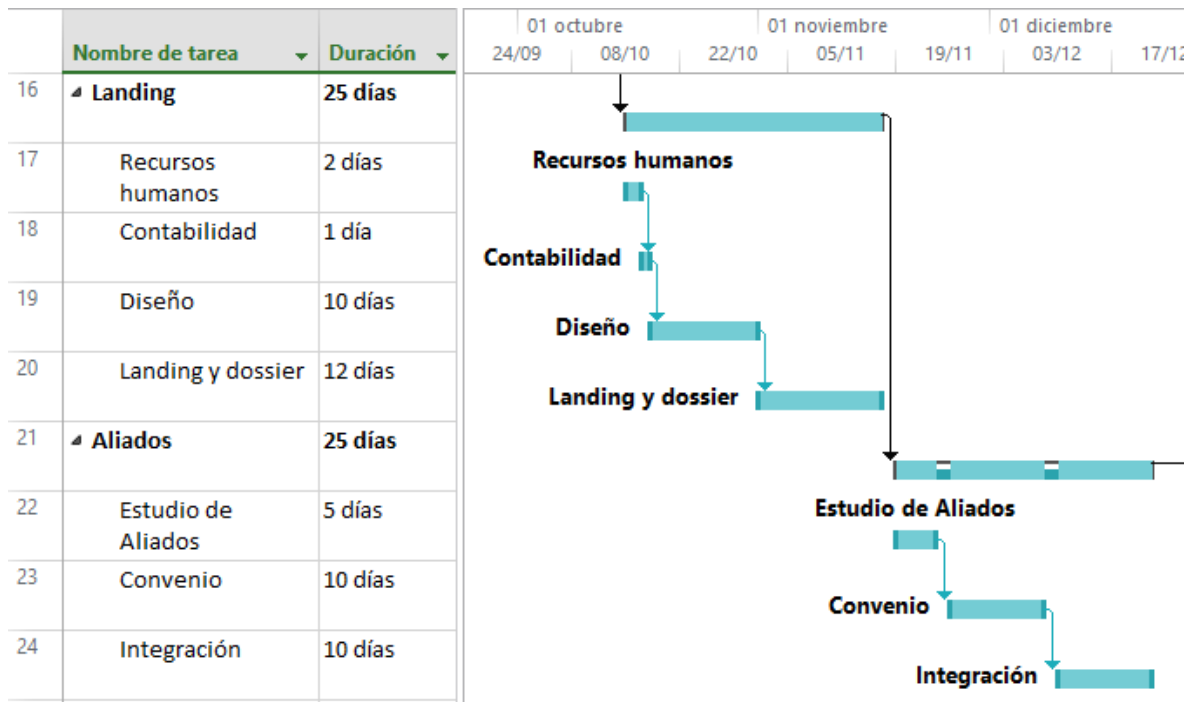 01 octubre 01 noviembre 01 diciembre
Nombre de tarea Duración 24/09 08/10 22/10 05/11 19/11 03/12 17/12
16 Landing 25 días
Recursos humanos
17 Recursos humanos 2 días
18 Contabilidad 1 día
Contabilidad
19 Diseño 10 días
Diseño
20 Landing y dossier 12 días
Landing y dossier
21 Aliados 25 días
Estudio de Aliados
22 Estudio de Aliados 5 días
23 Convenio 10 días
Convenio
24 Integración 10 días
Integración